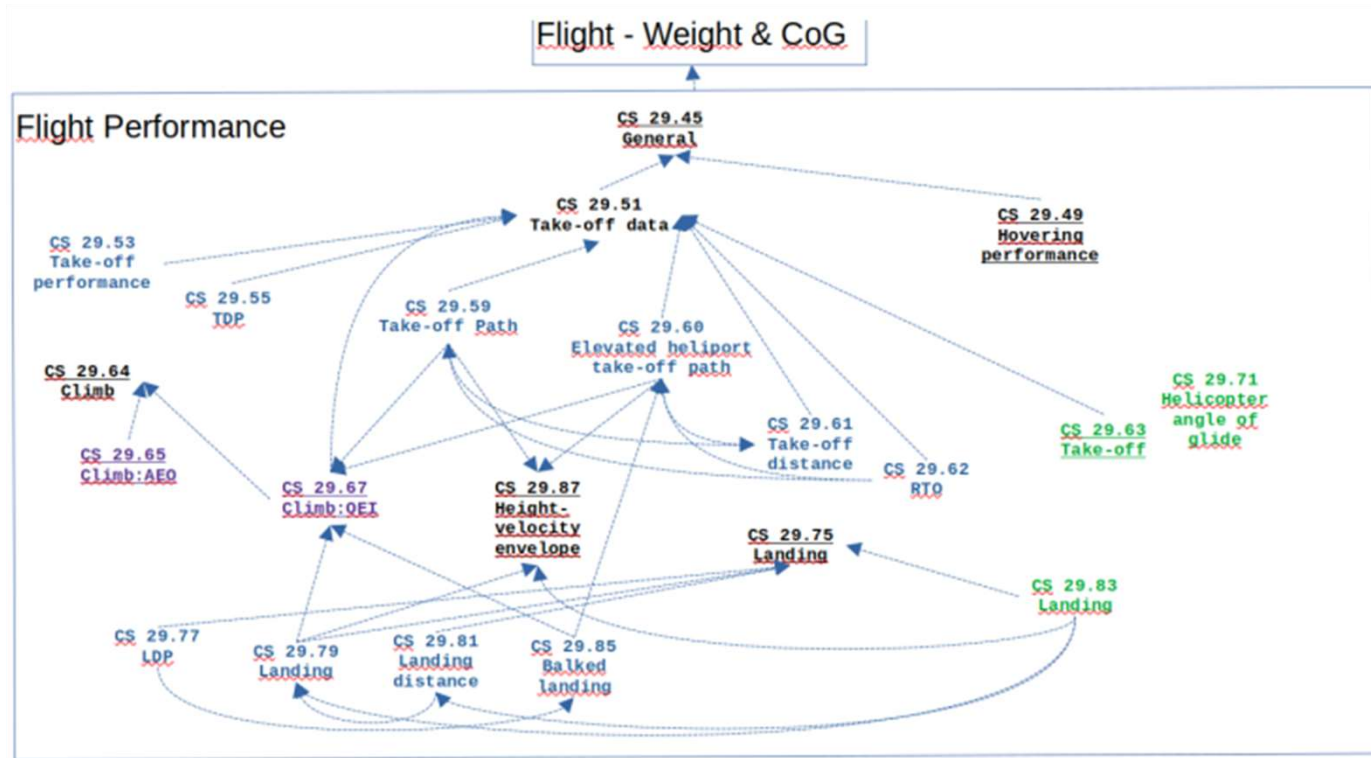 Flight - Weight & CoG
Flight Performance
CS 29.45
General
CS 29.51
Take-off data
CS 29.49
Hovering
performance
CS 29.53
Take-off
performance
CS 29.55
TDP
CS 29.59
Take-off Path
CS 29.60
Elevated heliport
take-off path
CS 29.64
Climb
CS 29.71
Helicopter
angle of
glide
CS 29.61
Take-off
distance
CS 29.63
Take-off
CS 29.65
Climb:AEO
CS 29.62
RTO
CS 29.67
Climb:OEI
CS 29.87
Height-
velocity
envelope
CS 29.75
Landing
CS 29.83
Landing
CS 29.77
LDP
CS 29.79
Landing
CS 29.81
Landing
distance
CS 29.85
Balked
landing